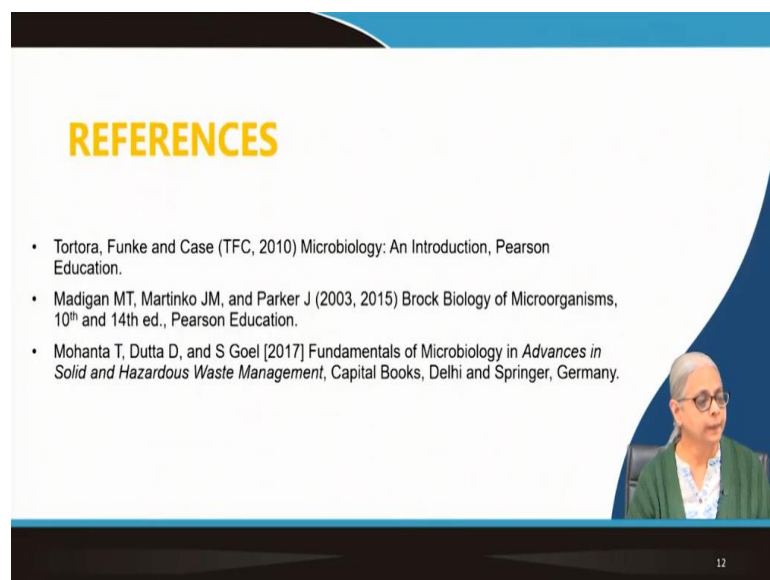 REFERENCES
• Tortora, Funke and Case (TFC, 2010) Microbiology: An Introduction, Pearson
Education.
• Madigan MT, Martinko JM, and Parker J (2003, 2015) Brock Biology of Microorganisms,
10th and 14th ed., Pearson Education.
• Mohanta T, Dutta D, and S Goel [2017] Fundamentals of Microbiology in Advances in
Solid and Hazardous Waste Management, Capital Books, Delhi and Springer, Germany.
12